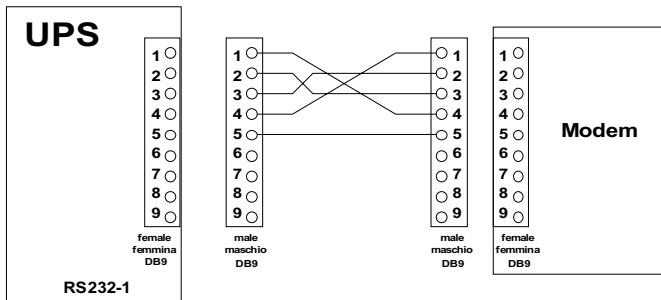 UPS
1 1 1 1
2 2 2 2
3 3 3 3
4 4 4 4
5 5 5 5
6 6 6 6
7 7 7 7
8 8 8 8
9 9 9 9
Modem
female
femmina
DB9
male
maschio
DB9
male
maschio
DB9
female
femmina
DB9
RS232-1